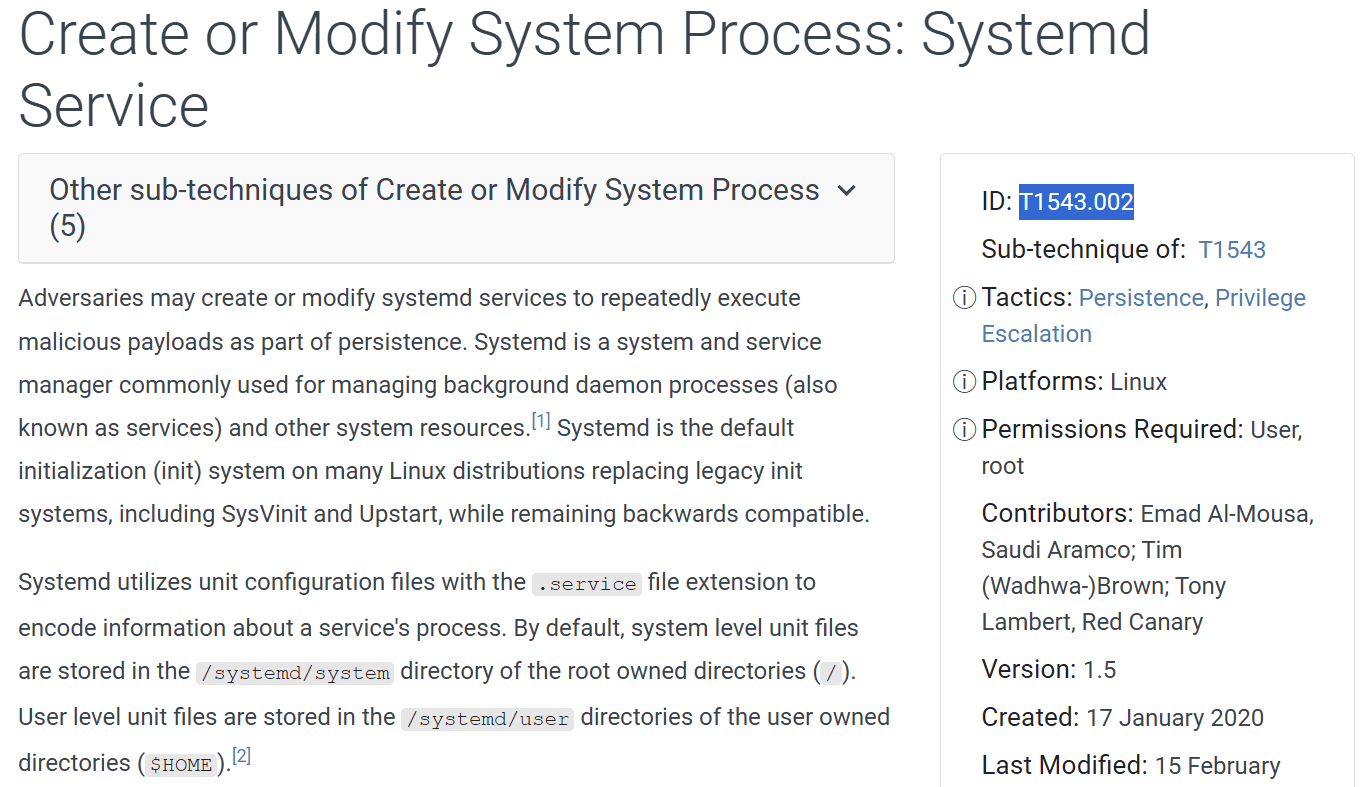 Create or Modify System Process: Systemd
Service
Other sub-techniques of Create or Modify System Process
(5)
Adversaries may create or modify systemd services to repeatedly execute
malicious payloads as part of persistence. Systemd is a system and service
manager commonly used for managing background daemon processes (also
known as services) and other system resources.[1] Systemd is the default
initialization (init) system on many Linux distributions replacing legacy init
systems, including SysVinit and Upstart, while remaining backwards compatible.
Systemd utilizes unit configuration files with the .service file extension to
encode information about a service's process. By default, system level unit files
are stored in the /systemd/system directory of the root owned directories (/).
User level unit files are stored in the /systemd/user directories of the user owned
directories ($HOME).[2]
ID: T1543.002
Sub-technique of: T1543
ⓘ Tactics: Persistence, Privilege
Escalation
ⓘ Platforms: Linux
ⓘ Permissions Required: User,
root
Contributors: Emad Al-Mousa,
Saudi Aramco; Tim
(Wadhwa-)Brown; Tony
Lambert, Red Canary
Version: 1.5
Created: 17 January 2020
Last Modified: 15 February